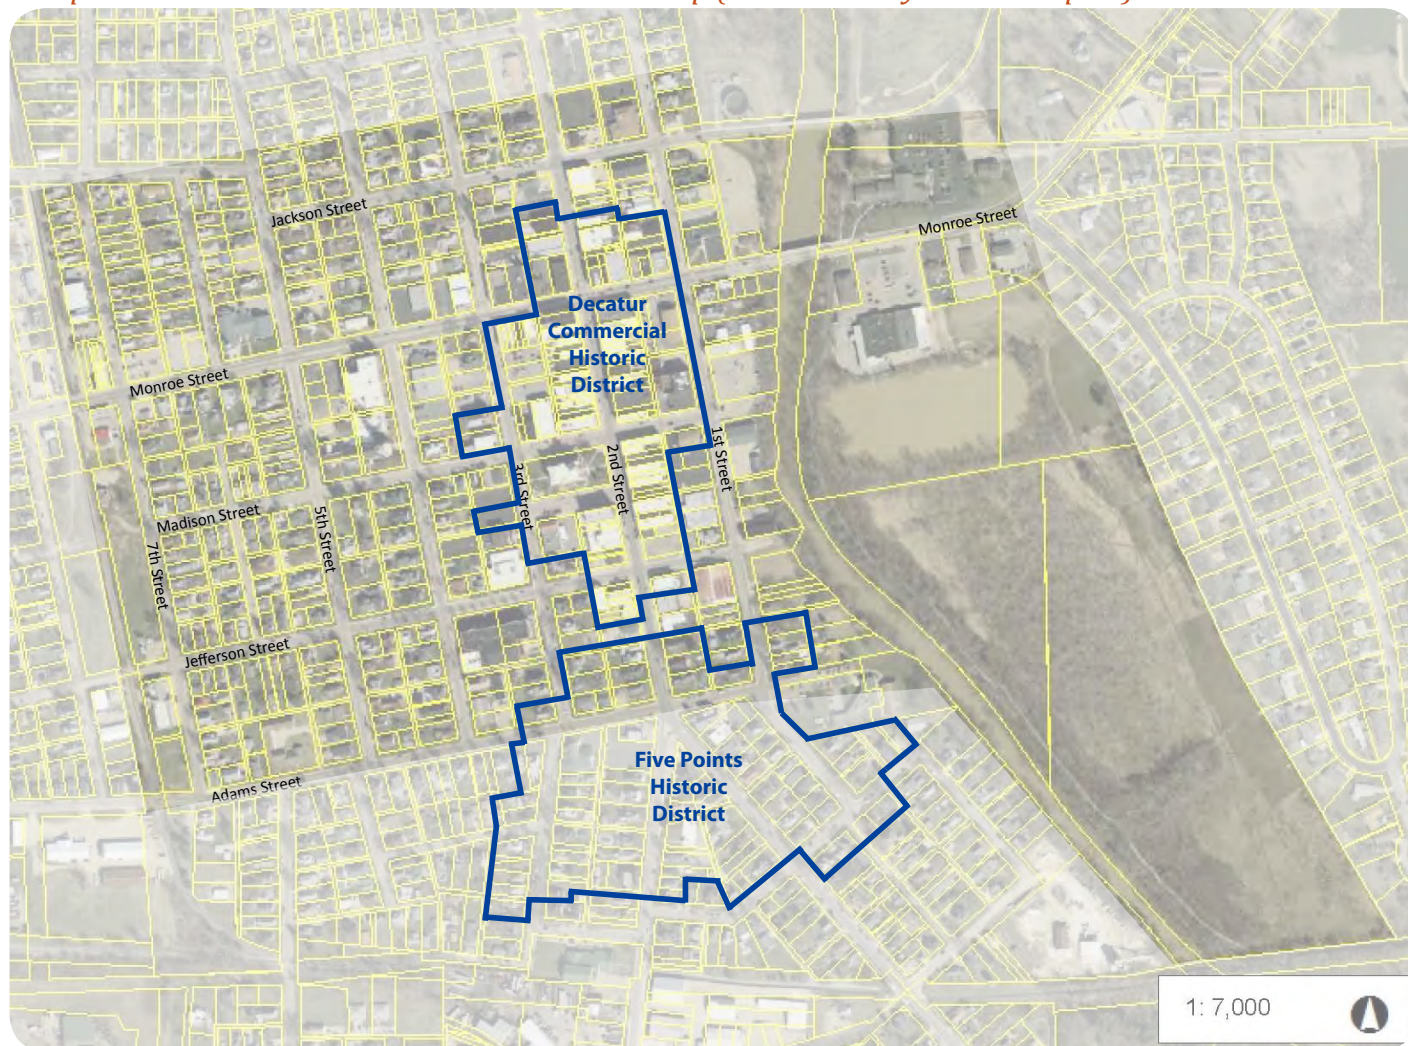 Jackson Street
Monroe Street
Decatur
Commercial
Historic
District
Monroe Street
1st Street
2nd Street
3rd Street
5th Street
Madison Street
7th Street
Jefferson Street
Five Points
Historic
District
Adams Street
1: 7,000